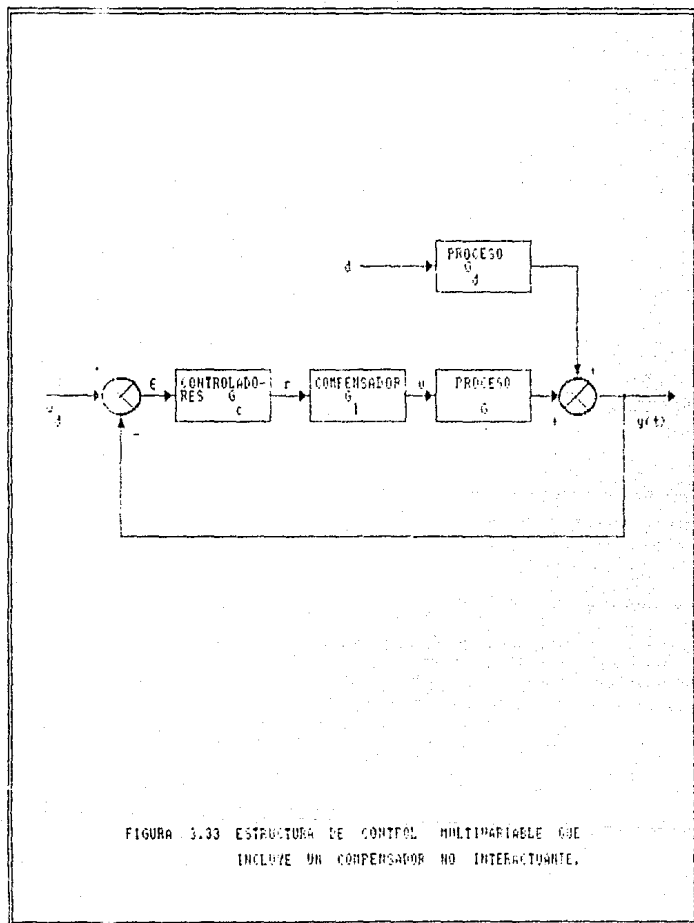 PROCESO
G
d
d
+
+
ϵ
CONTROLADO-
RES G
c
r
COMPENSADOR
G
I
u
PROCESO
G
+
d
-
y(t)
FIGURA 3.33 ESTRUCTURA DE CONTROL MULTIVARIABLE QUE
INCLUYE UN COMPENSADOR NO INTERACTUANTE.